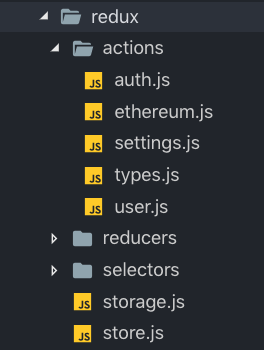 redux
actions
JS auth.js
JS ethereum.js
JS settings.js
JS types.js
JS user.js
reducers
selectors
JS storage.js
JS store.js